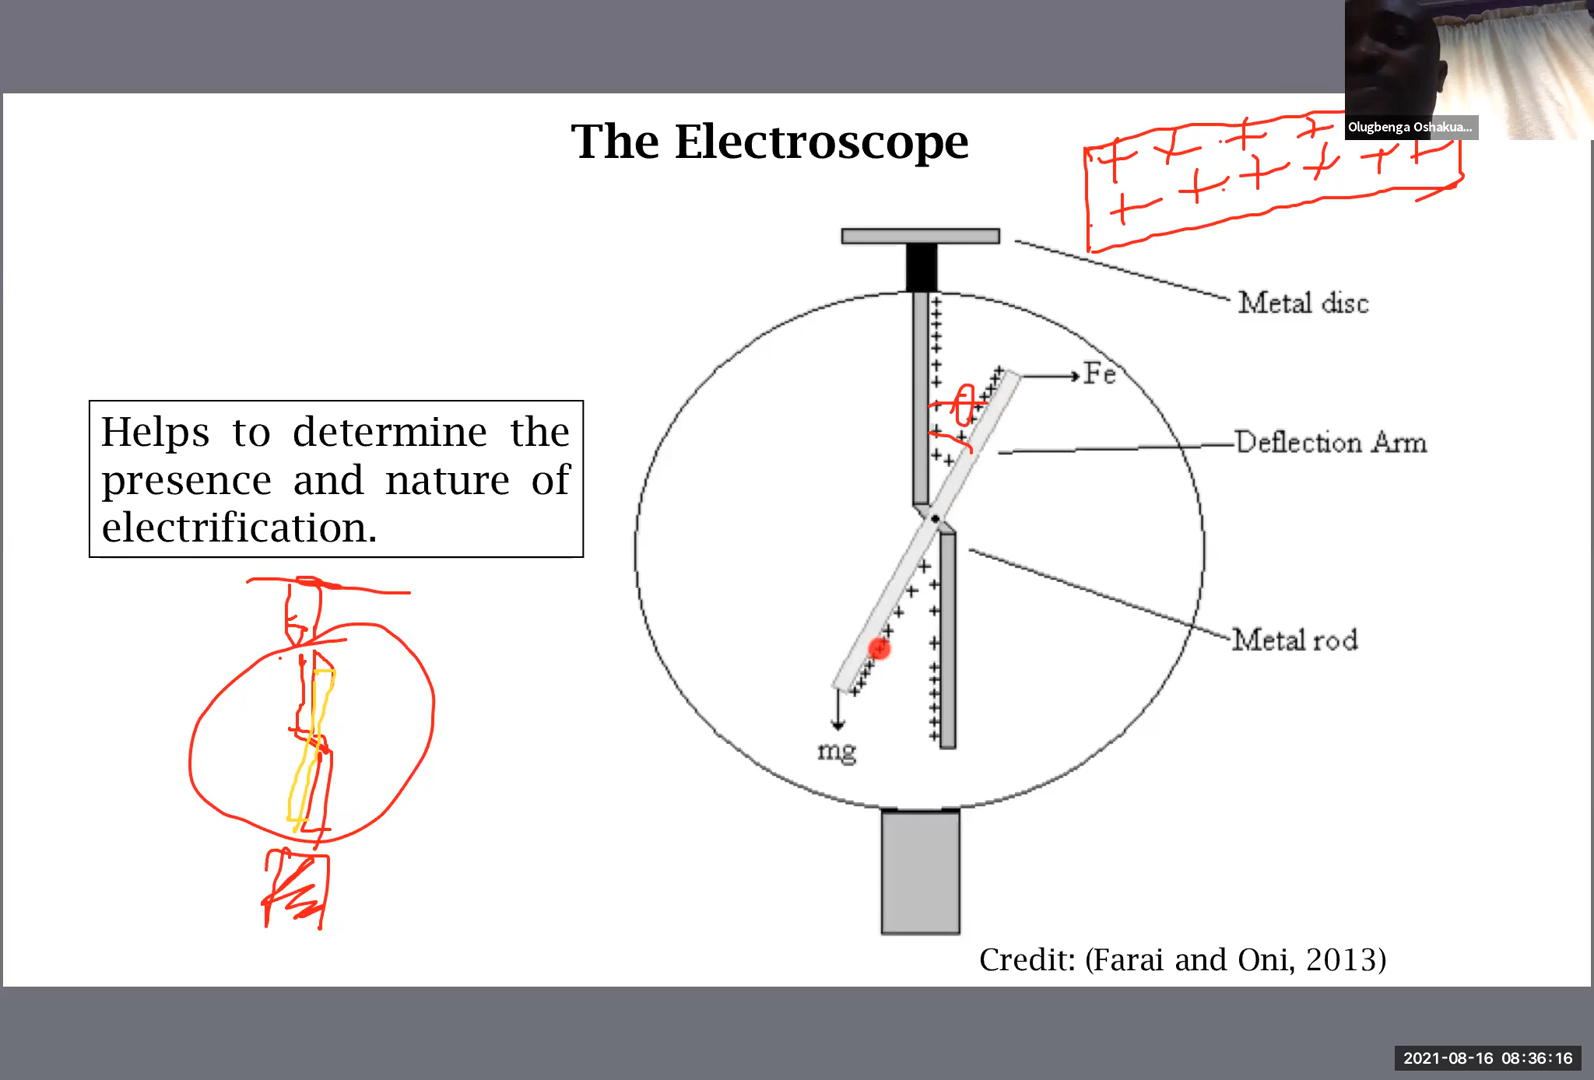 The Electroscope
Olugbenga Oshakua...
+ + + +
+ + + + + + +
Metal disc
Fe
θ
Helps to determine the
presence and nature of
electrification.
Deflection Arm
Metal rod
mg
Credit: (Farai and Oni, 2013)
2021-08-16 08:36:16